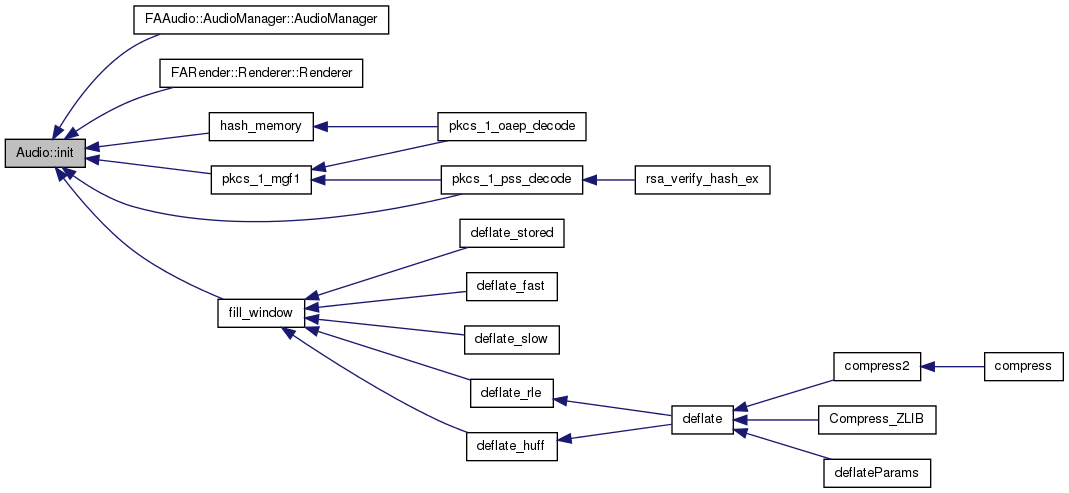 FAAudio::AudioManager::AudioManager
FARender::Renderer::Renderer
hash_memory
pkcs_1_oaep_decode
Audio::init
pkcs_1_mgf1
pkcs_1_pss_decode
rsa_verify_hash_ex
deflate_stored
deflate_fast
fill_window
deflate_slow
compress2
compress
deflate_rle
deflate
Compress_ZLIB
deflate_huff
deflateParams